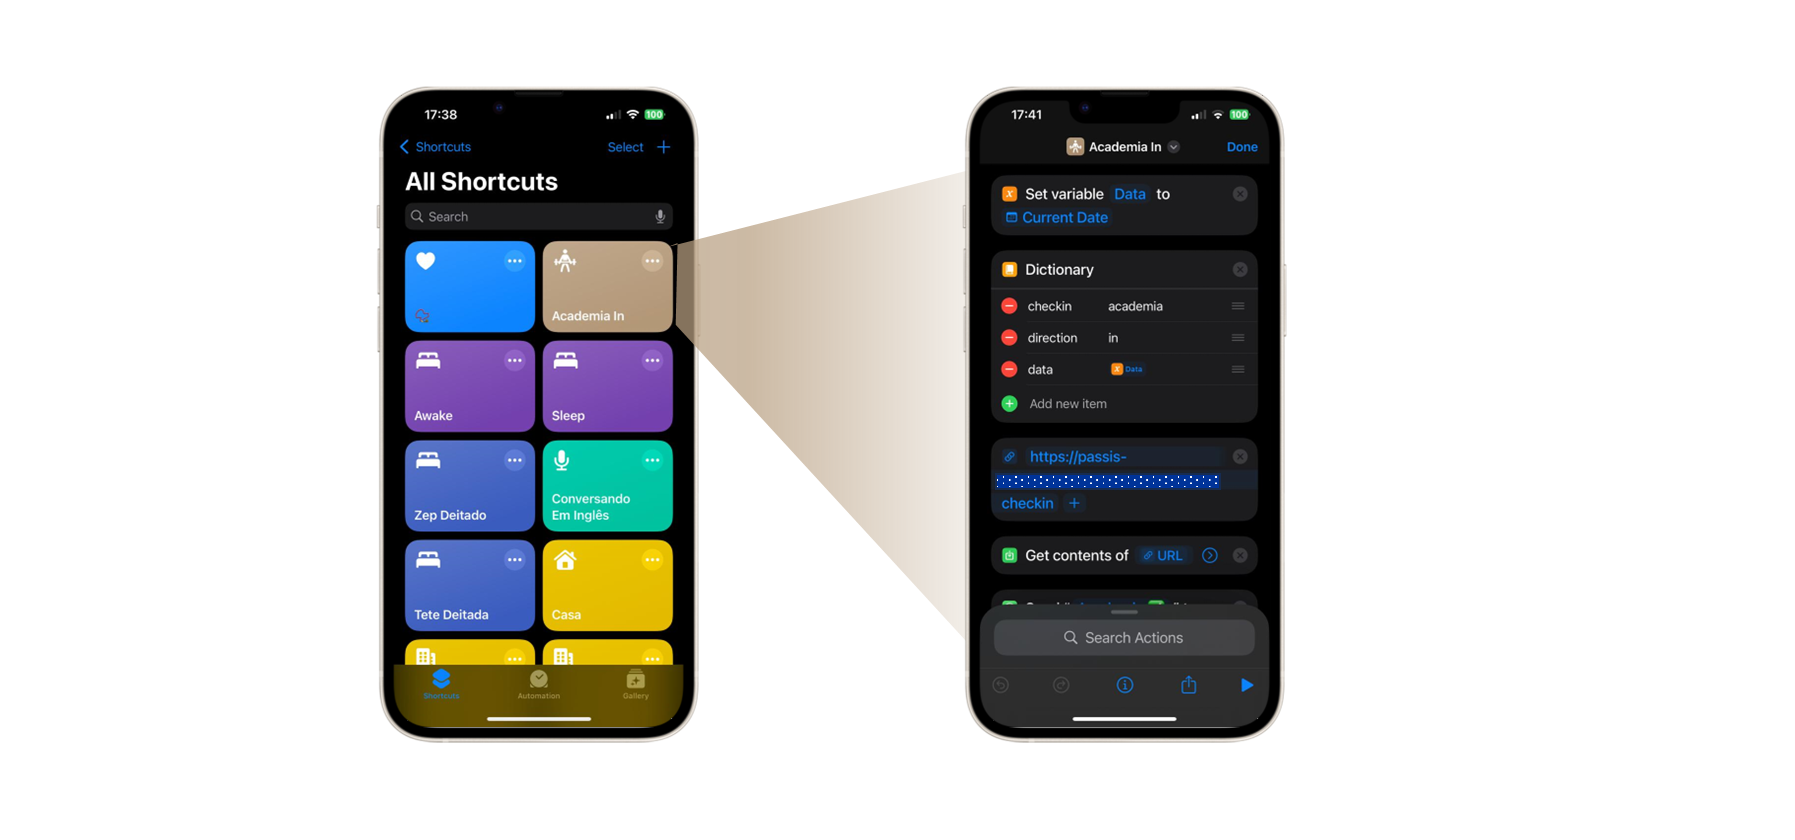 17:38
100
Shortcuts
Select
All Shortcuts
Search
Academia In
Awake
Sleep
Zep Deitado
Conversando
Em Inglês
Tete Deitada
Casa
Shortcuts
Automation
Gallery
17:41
100
Academia In
Done
Set variable Data to
Current Date
Dictionary
checkin academia
direction in
data Data
Add new item
https://passis-
checkin
Get contents of URL
Search Actions